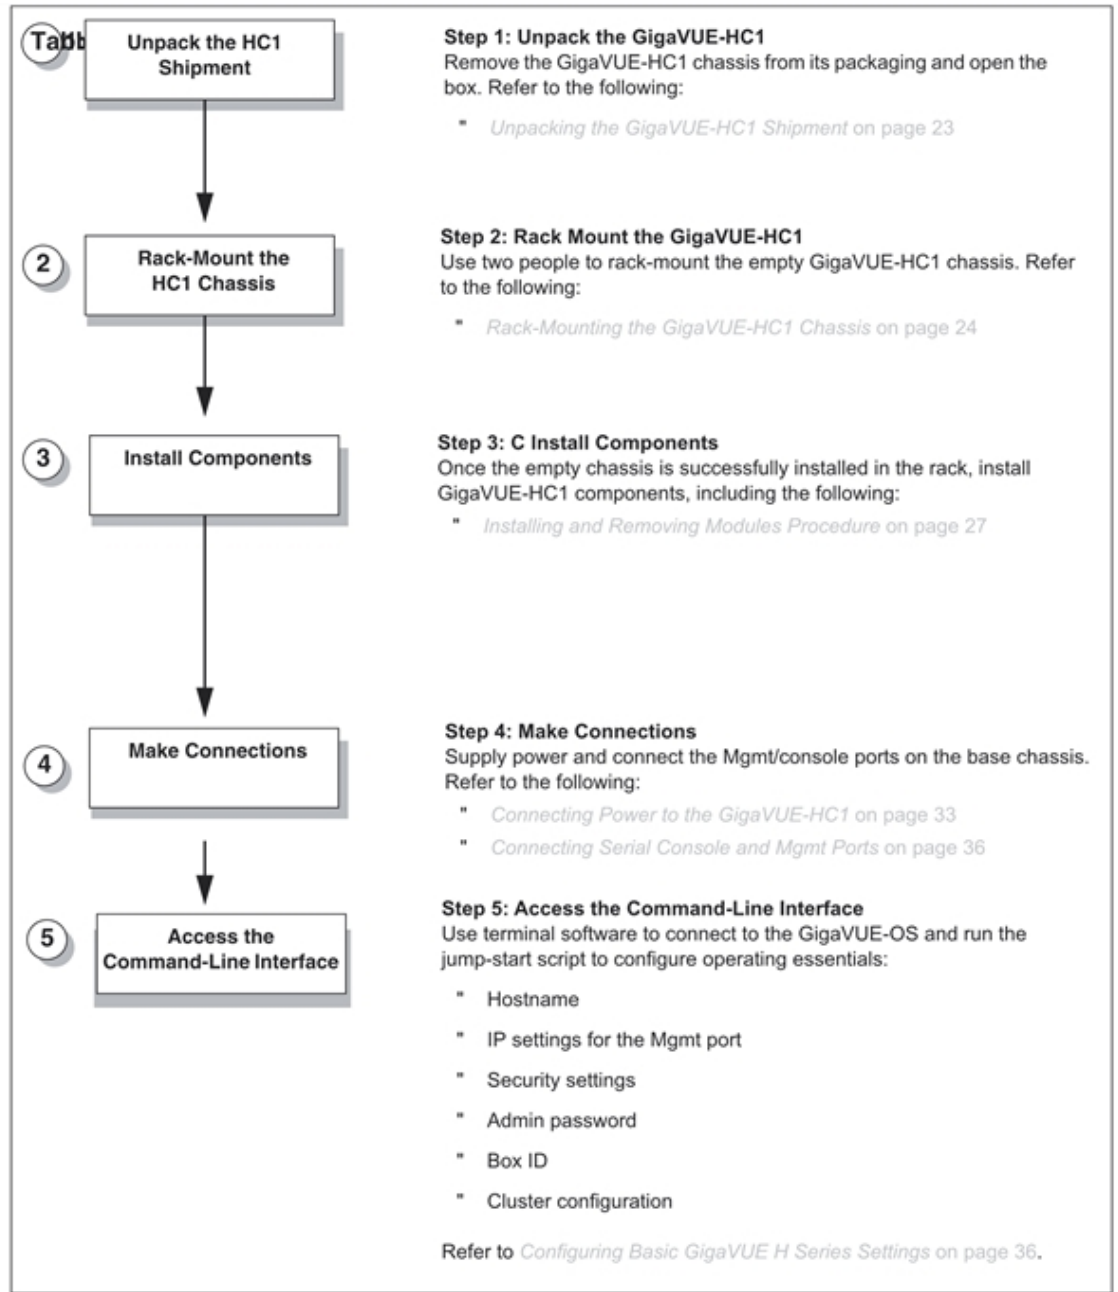 Tabb
Unpack the HC1
Shipment
Step 1: Unpack the GigaVUE-HC1
Remove the GigaVUE-HC1 chassis from its packaging and open the
box. Refer to the following:
" Unpacking the GigaVUE-HC1 Shipment on page 23
2
Rack-Mount the
HC1 Chassis
Step 2: Rack Mount the GigaVUE-HC1
Use two people to rack-mount the empty GigaVUE-HC1 chassis. Refer
to the following:
" Rack-Mounting the GigaVUE-HC1 Chassis on page 24
3
Install Components
Step 3: C Install Components
Once the empty chassis is successfully installed in the rack, install
GigaVUE-HC1 components, including the following:
" Installing and Removing Modules Procedure on page 27
4
Make Connections
Step 4: Make Connections
Supply power and connect the Mgmt/console ports on the base chassis.
Refer to the following:
" Connecting Power to the GigaVUE-HC1 on page 33
" Connecting Serial Console and Mgmt Ports on page 36
5
Access the
Command-Line Interface
Step 5: Access the Command-Line Interface
Use terminal software to connect to the GigaVUE-OS and run the
jump-start script to configure operating essentials:
" Hostname
" IP settings for the Mgmt port
" Security settings
" Admin password
" Box ID
" Cluster configuration
Refer to Configuring Basic GigaVUE H Series Settings on page 36.